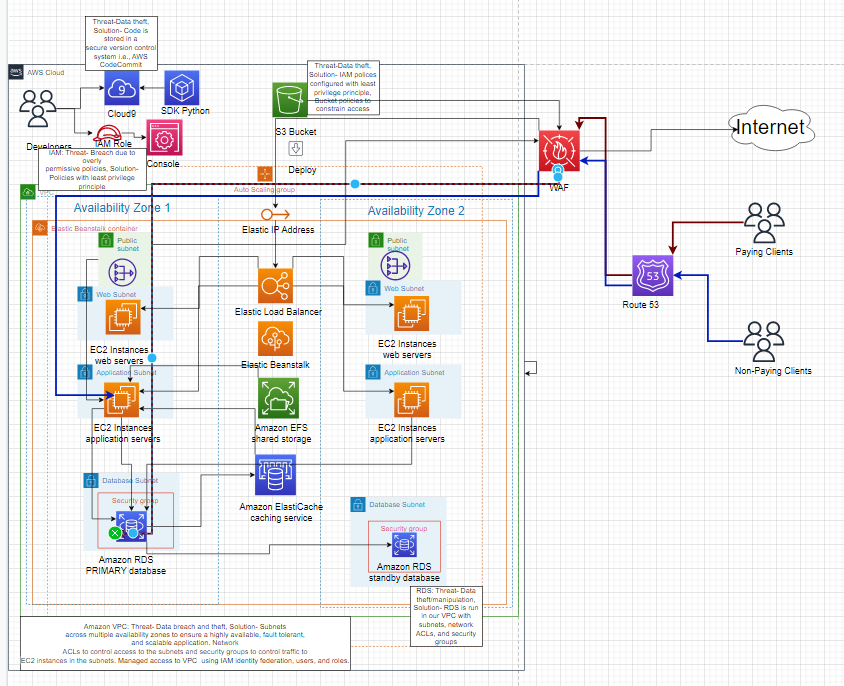 Threat-Data theft,
Solution- Code is
stored in a
secure version control
system i.e., AWS
CodeCommit
AWS Cloud
aws
Cloud9
SDK Python
Developers
IAM Role
Console
IAM: Threat- Breach due to
overly
permissive policies, Solution-
Policies with least privilege
principle
Threat-Data theft,
Solution- IAM polices
configured with least
privilege principle,
Bucket policies to
constrain access
S3 Bucket
Deploy
WAF
Internet
Paying Clients
53
Route 53
Non-Paying Clients
VPC
Auto Scaling group
Availability Zone 1
Availability Zone 2
Elastic Beanstalk container
Elastic IP Address
Public
subnet
Public
subnet
Web Subnet
Web Subnet
Elastic Load Balancer
EC2 Instances
web servers
EC2 Instances
web servers
Elastic Beanstalk
Application Subnet
Application Subnet
EC2 Instances
application servers
Amazon EFS
shared storage
EC2 Instances
application servers
Database Subnet
Security group
Amazon RDS
PRIMARY database
Amazon ElastiCache
caching service
Database Subnet
Security group
Amazon RDS
standby database
RDS: Threat- Data
theft/manipulation,
Solution- RDS is run
in our VPC with
subnets, network
ACLs, and security
groups
Amazon VPC: Threat- Data breach and theft, Solution- Subnets
across multiple availability zones to ensure a highly available, fault tolerant,
and scalable application. Network
ACLs to control access to the subnets and security groups to control traffic to
EC2 instances in the subnets. Managed access to VPC using IAM identity federation, users, and roles.